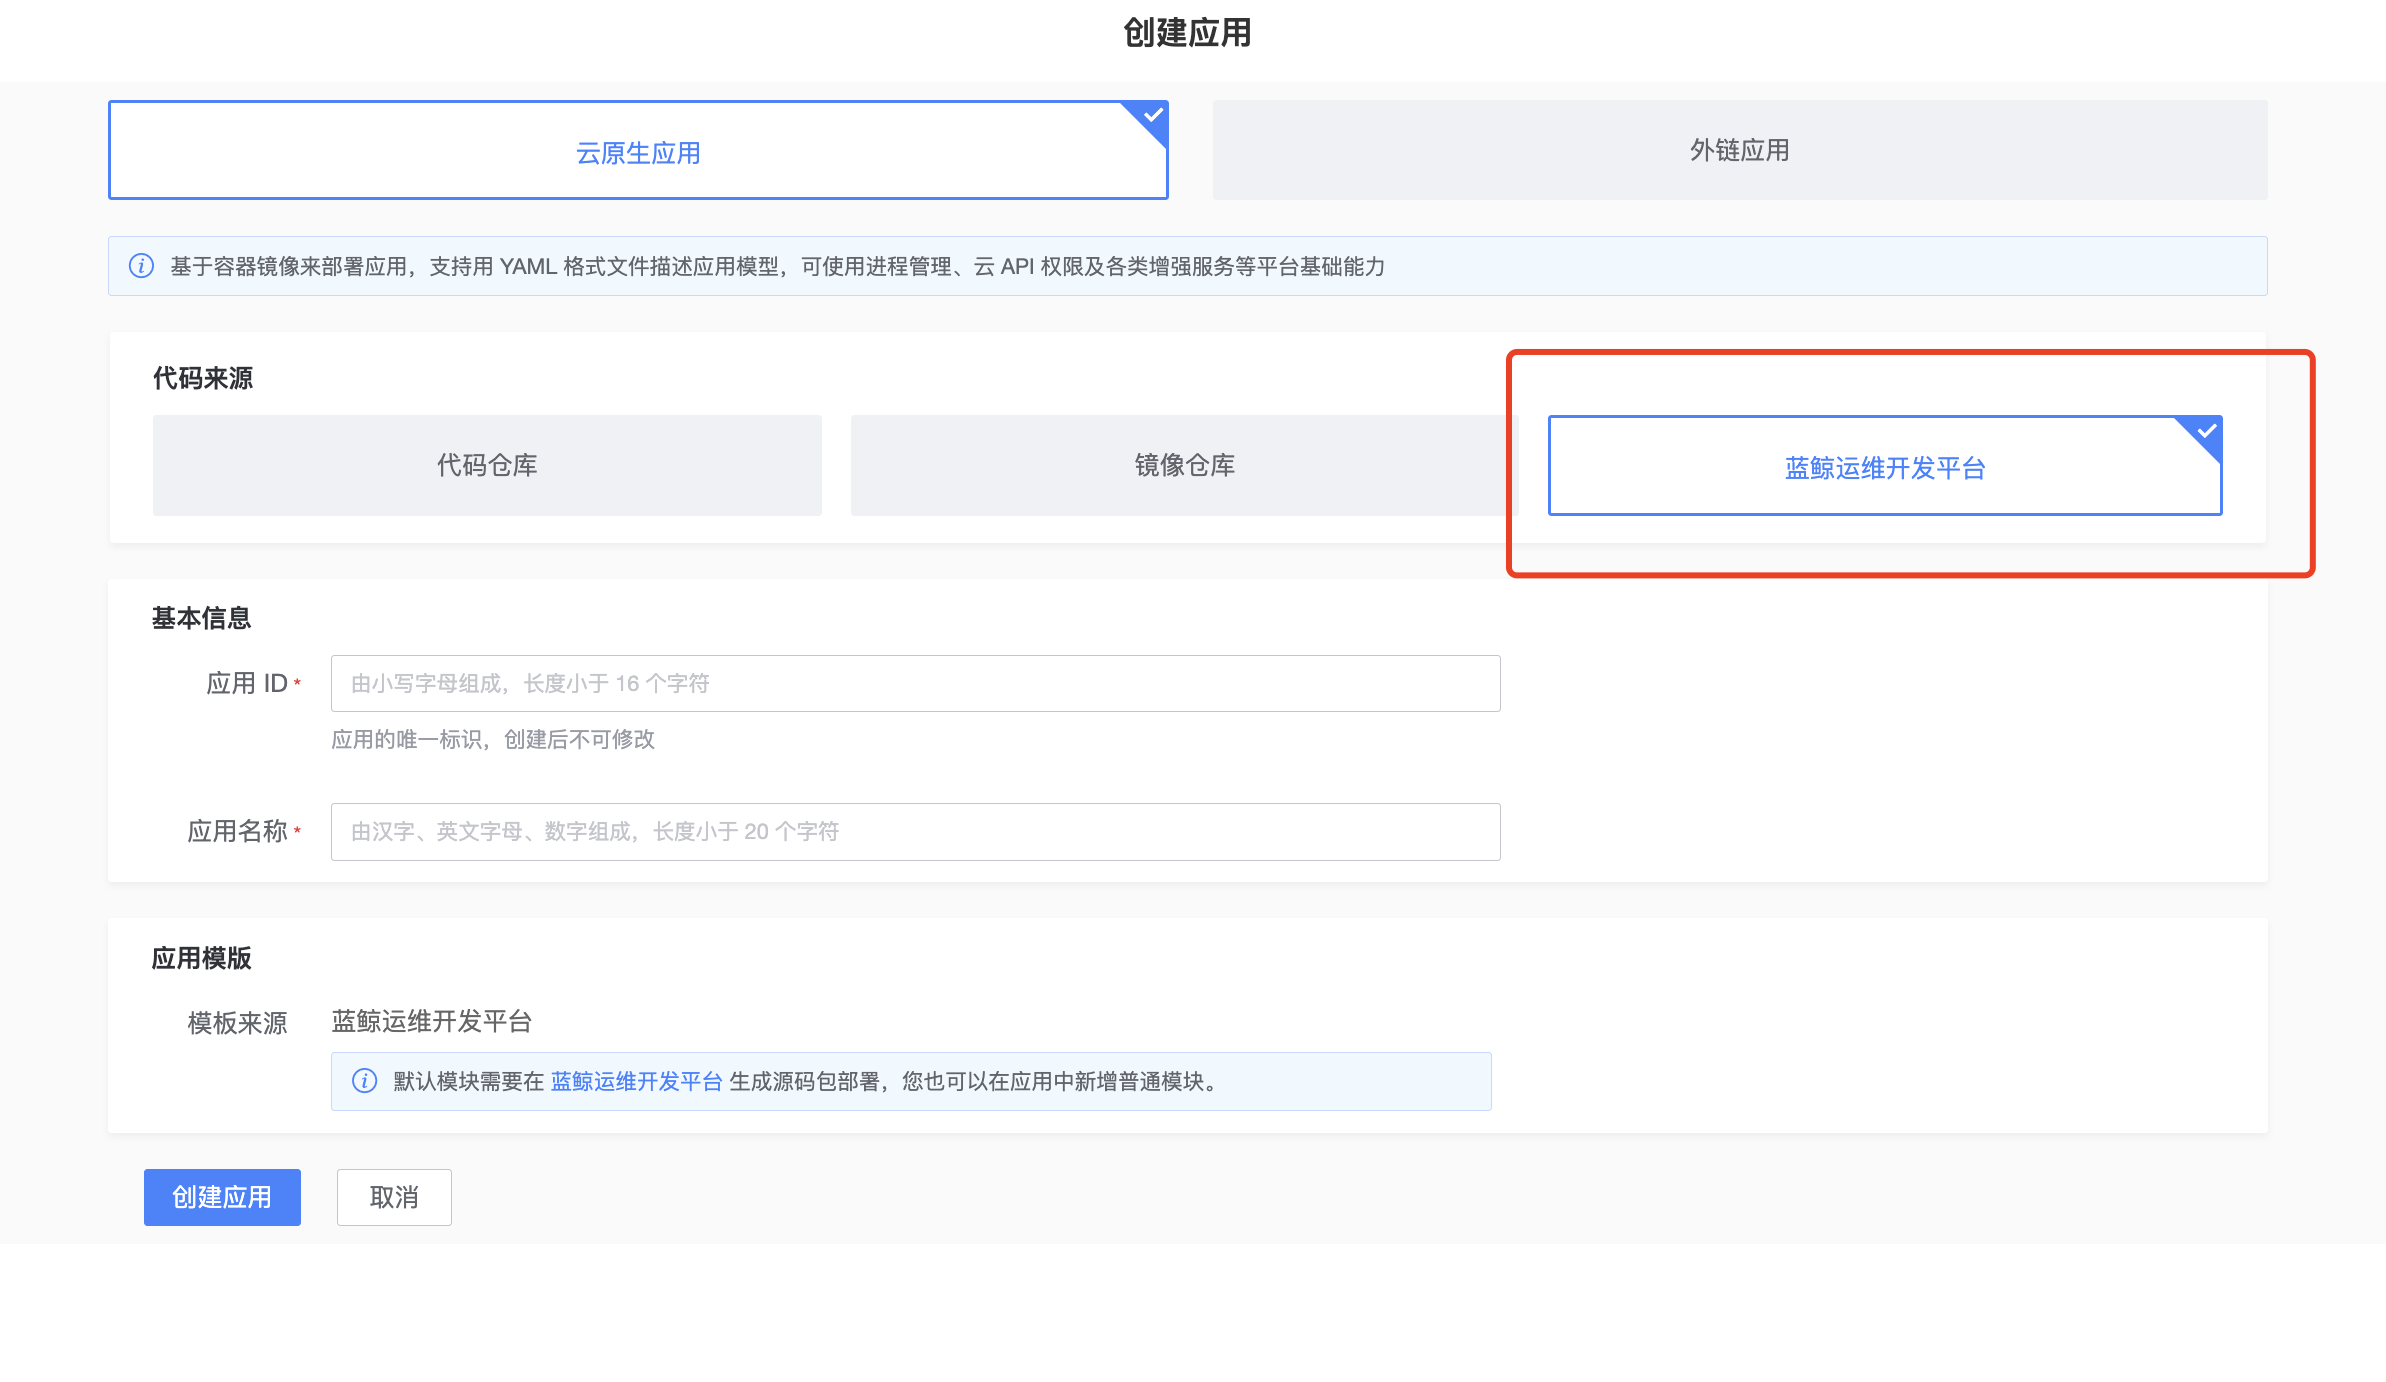 创建应用
云原生应用
外链应用
基于容器镜像来部署应用，支持用 YAML 格式文件描述应用模型，可使用进程管理、云 API 权限及各类增强服务等平台基础能力
代码来源
代码仓库
镜像仓库
蓝鲸运维开发平台
基本信息
应用 ID *
由小写字母组成，长度小于 16 个字符
应用的唯一标识，创建后不可修改
应用名称 *
由汉字、英文字母、数字组成，长度小于 20 个字符
应用模版
模板来源
蓝鲸运维开发平台
默认模块需要在 蓝鲸运维开发平台 生成源码包部署，您也可以在应用中新增普通模块。
创建应用
取消